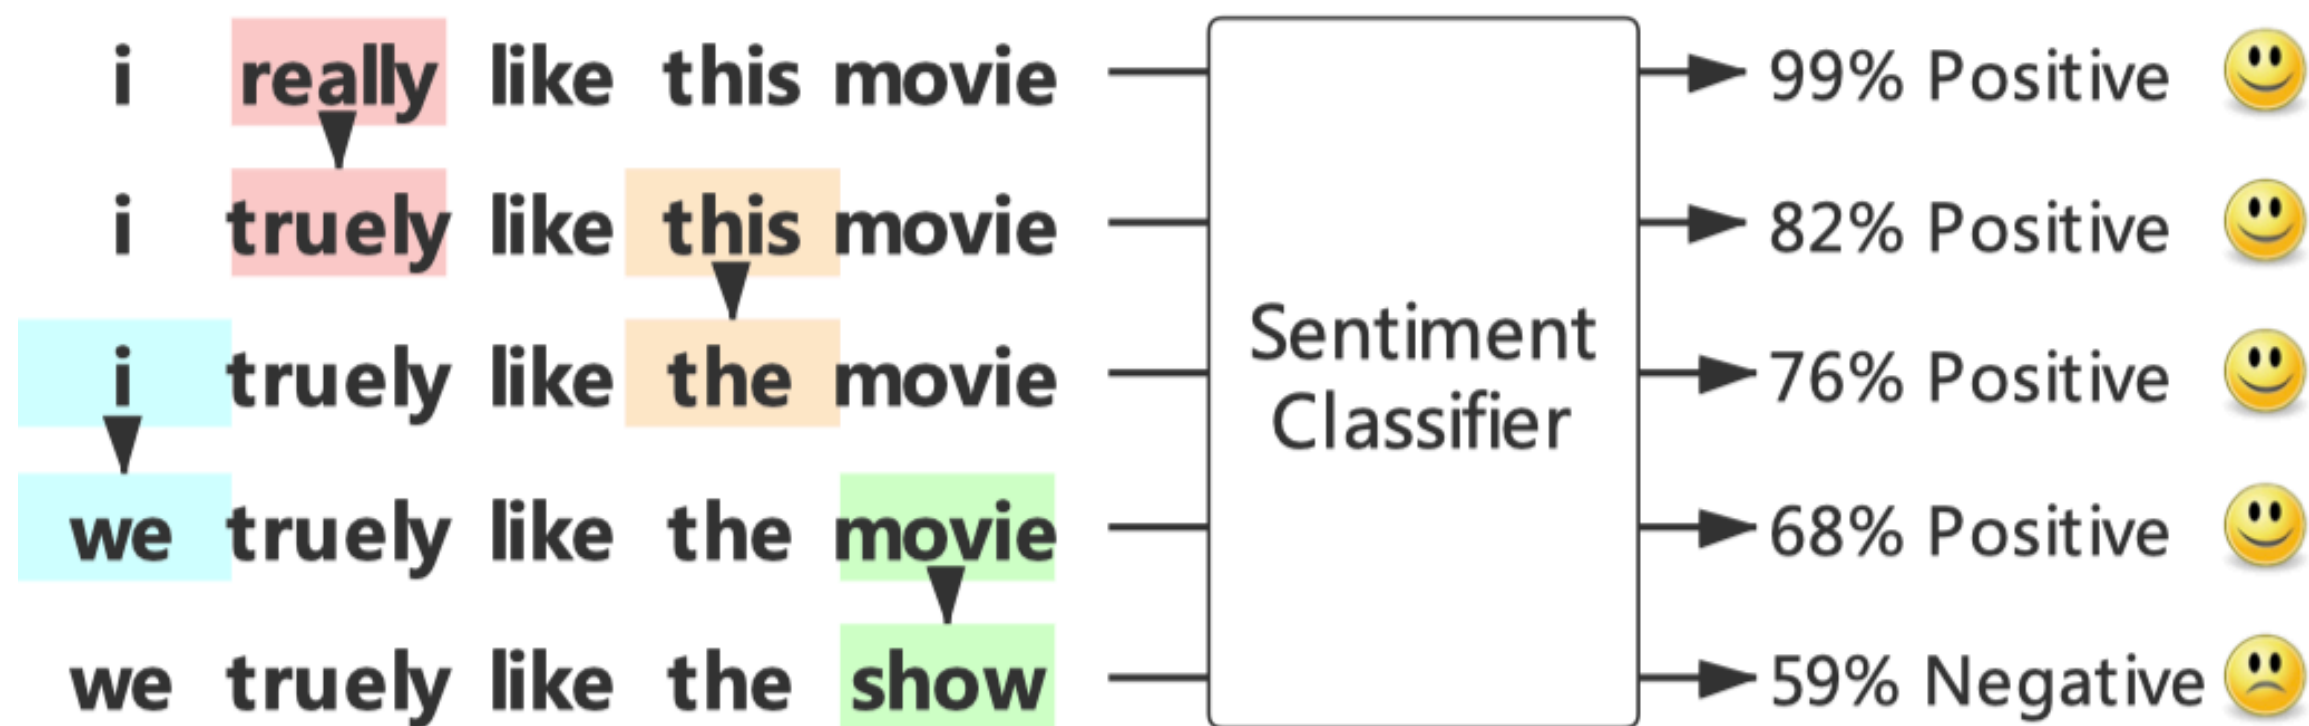 i really like this movie 99% Positive
i truely like this movie 82% Positive
i truely like the movie 76% Positive
we truely like the movie 68% Positive
we truely like the show 59% Negative
Sentiment
Classifier